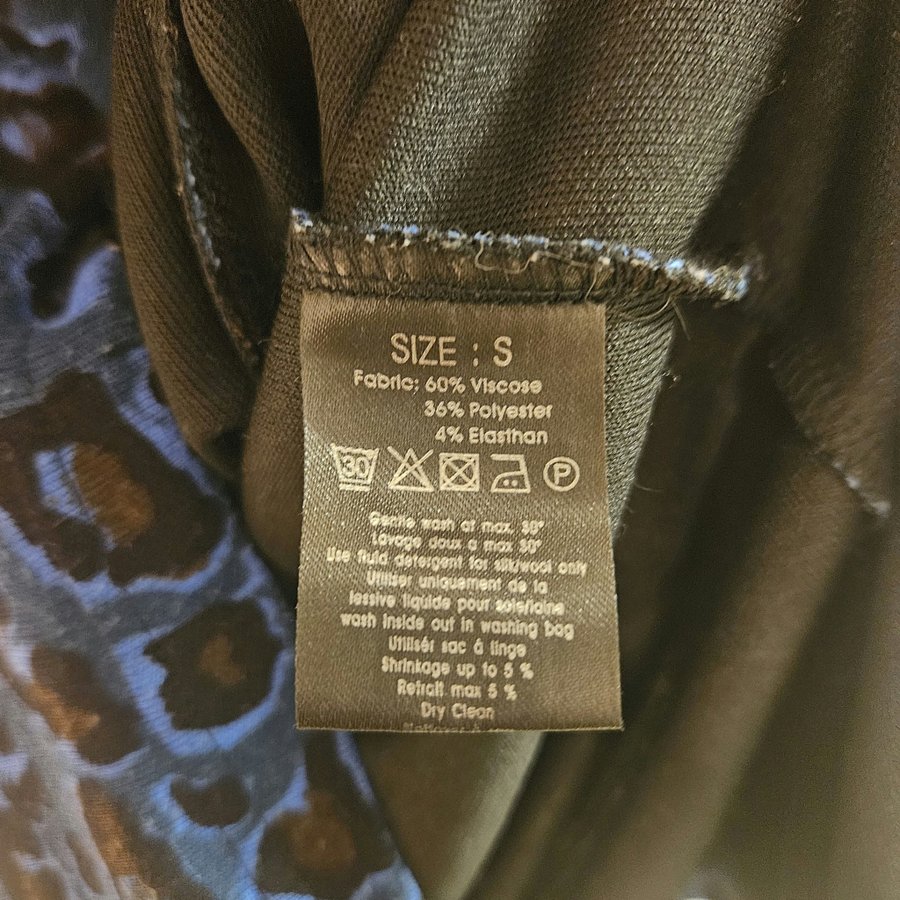 SIZE : S
Fabric: 60% Viscose
36% Polyester
4% Elasthan
30 P
Gentle wash at max. 30°
Lavage doux a max 30°
Use fluid detergent for silk/wool only
Utiliser uniquement de la
lessive liquide pour soie/laine
wash inside out in washing bag
Utilisér sac à linge
Shrinkage up to 5 %
Retrait max 5 %
Dry Clean